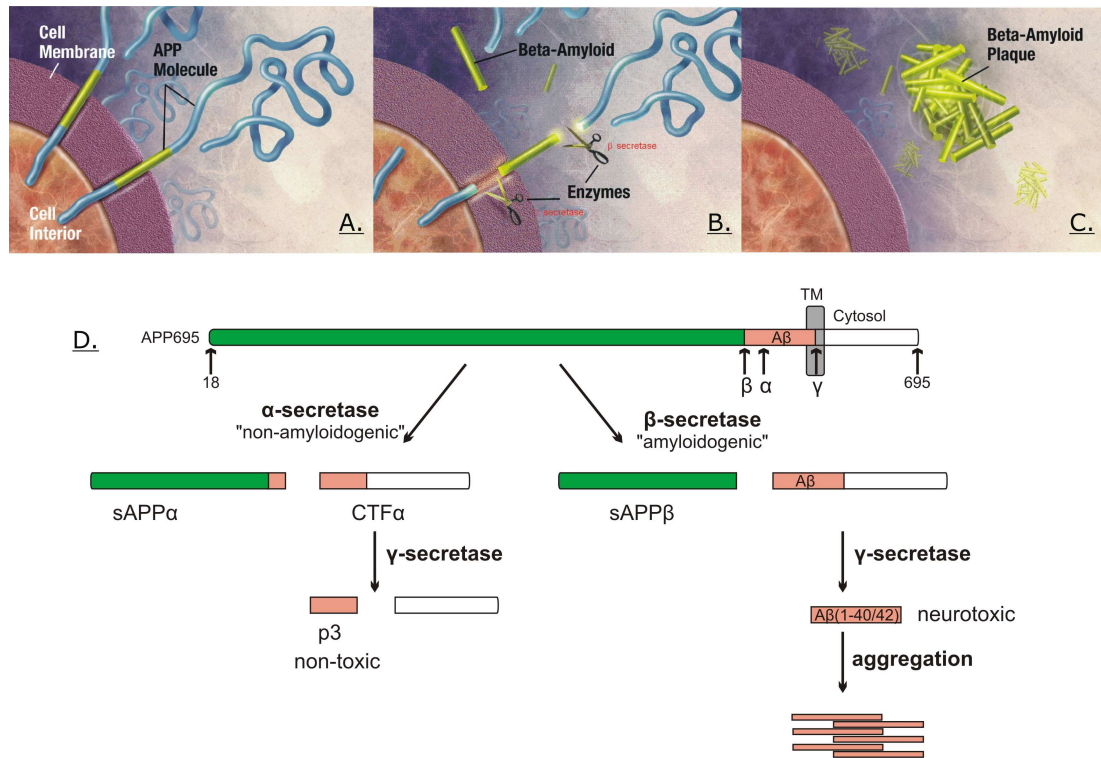 Cell
Membrane
APP
Molecule
Cell
Interior
A.
Beta-Amyloid
β secretase
Enzymes
secretase
B.
Beta-Amyloid
Plaque
C.
D.
TM
Cytosol
APP695
Aβ
18
β
α
γ
695
α-secretase
"non-amyloidogenic"
β-secretase
"amyloidogenic"
Aβ
sAPPα
CTFα
sAPPβ
γ-secretase
γ-secretase
Aβ(1-40/42)
neurotoxic
p3
non-toxic
aggregation